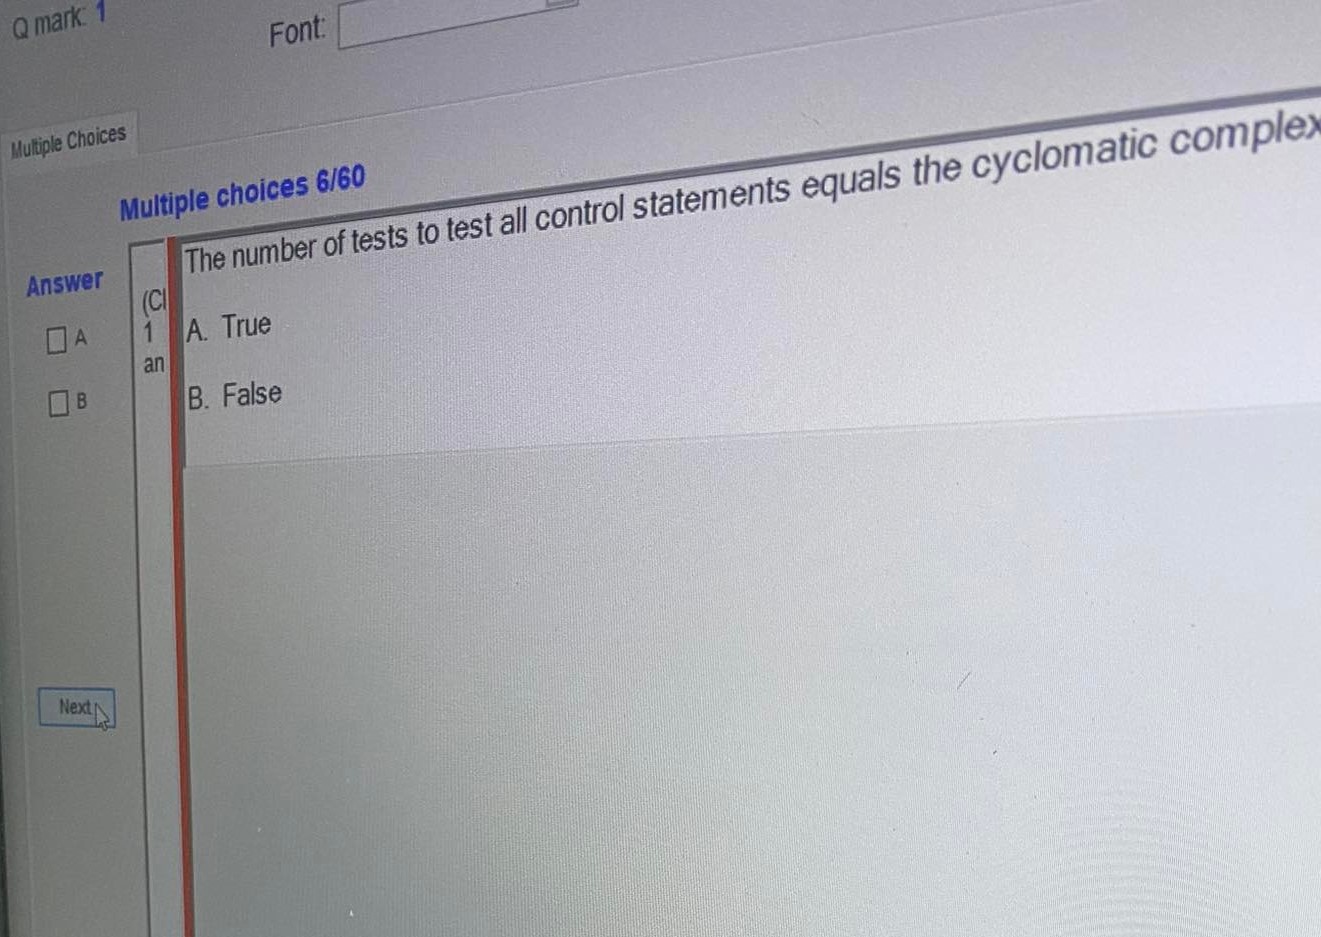 Q mark: 1
Font:
Multiple Choices
Multiple choices 6/60
Answer
A
B
(Cl
1
an
The number of tests to test all control statements equals the cyclomatic complex
A. True
B. False
Next